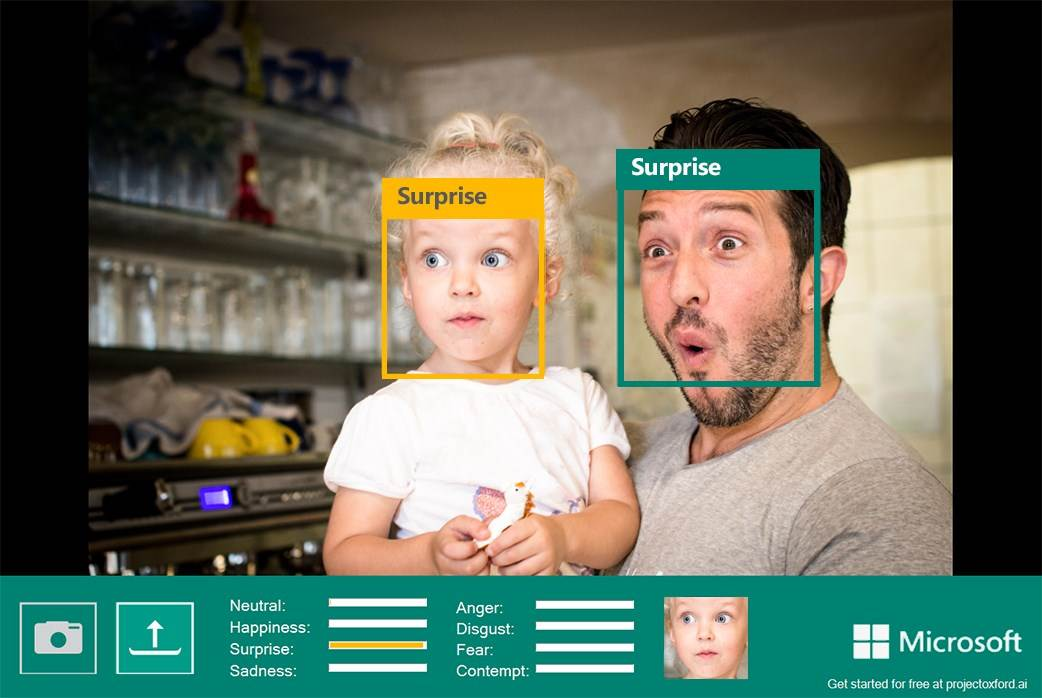 Surprise
Surprise
Neutral:
Happiness:
Surprise:
Sadness:
Anger:
Disgust:
Fear:
Contempt:
Microsoft
Get started for free at projectoxford.ai